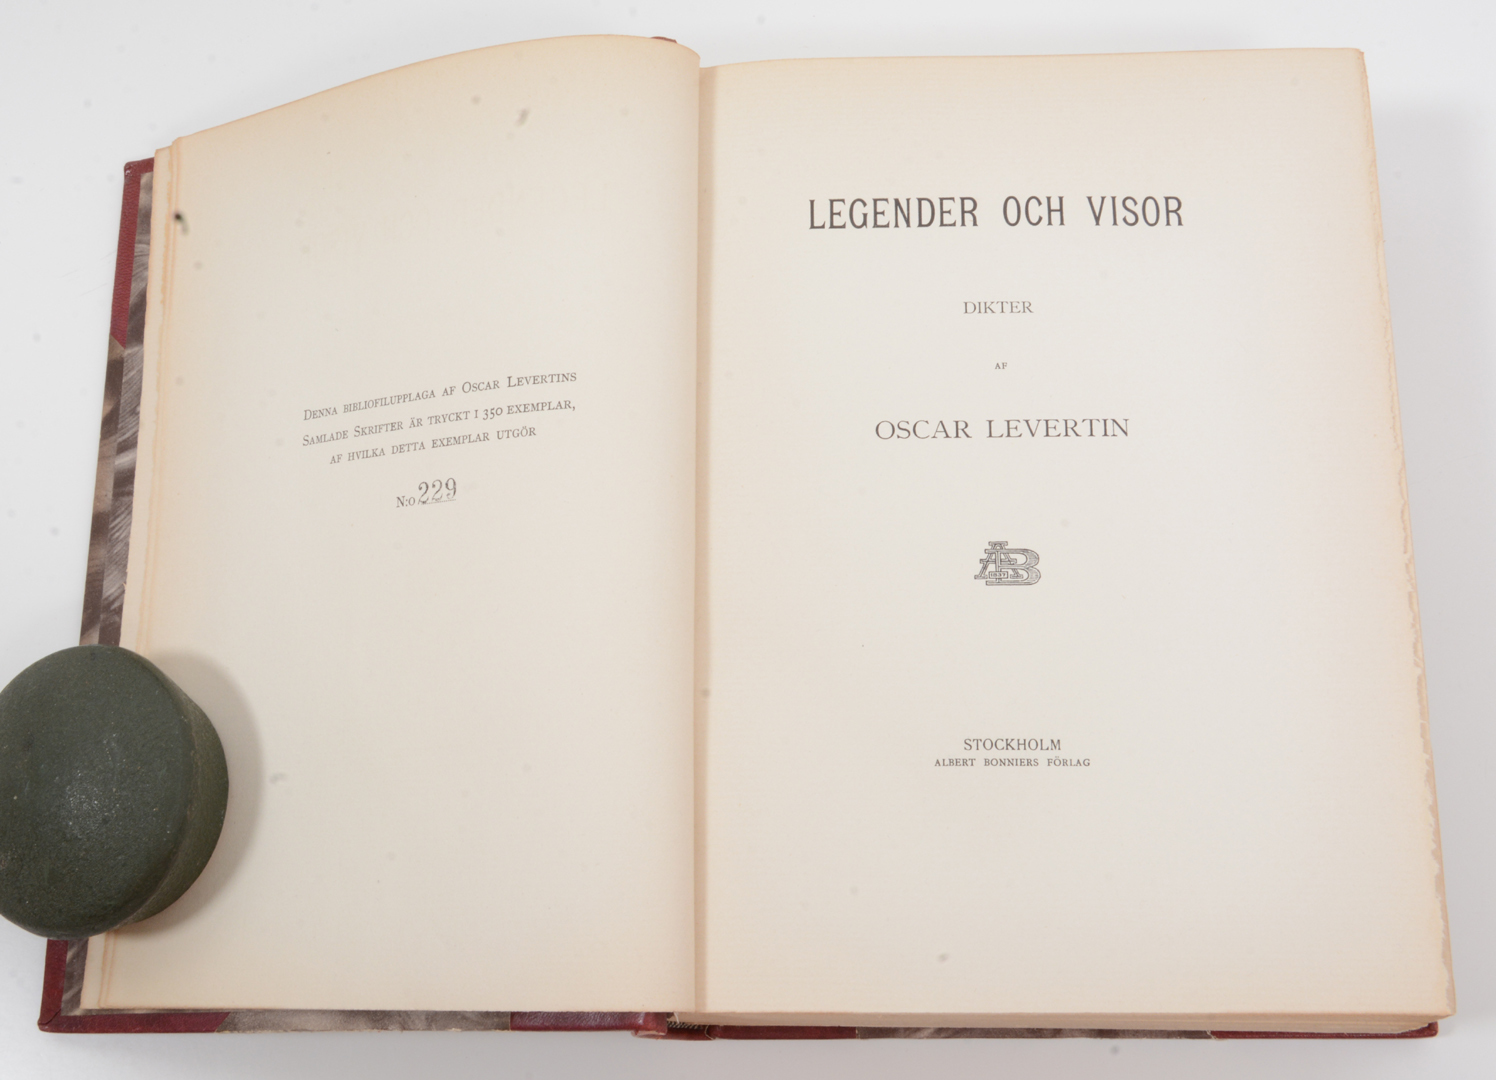 DENNA BIBLIOFILUPPLAGA AF OSCAR LEVERTINS
SAMLADE SKRIFTER ÄR TRYCKT I 350 EXEMPLAR,
AF HVILKA DETTA EXEMPLAR UTGÖR
N:o 229
LEGENDER OCH VISOR
DIKTER
AF
OSCAR LEVERTIN
AB
STOCKHOLM
ALBERT BONNIERS FÖRLAG